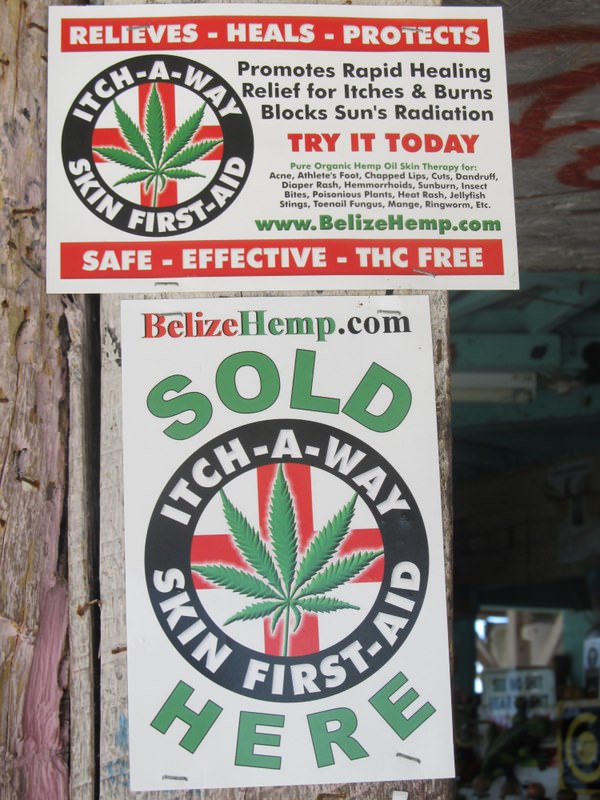 RELIEVES - HEALS - PROTECTS
ITCH-A-WAY
SKIN FIRST-AID
Promotes Rapid Healing
Relief for Itches & Burns
Blocks Sun's Radiation
TRY IT TODAY
Pure Organic Hemp Oil Skin Therapy for:
Acne, Athlete's Foot, Chapped Lips, Cuts, Dandruff,
Diaper Rash, Hemmorrhoids, Sunburn, Insect
Bites, Poisionious Plants, Heat Rash, Jellyfish
Stings, Toenail Fungus, Mange, Ringworm, Etc.
www.BelizeHemp.com
SAFE - EFFECTIVE - THC FREE
BelizeHemp.com
SOLD
ITCH-A-WAY
SKIN FIRST-AID
HERE